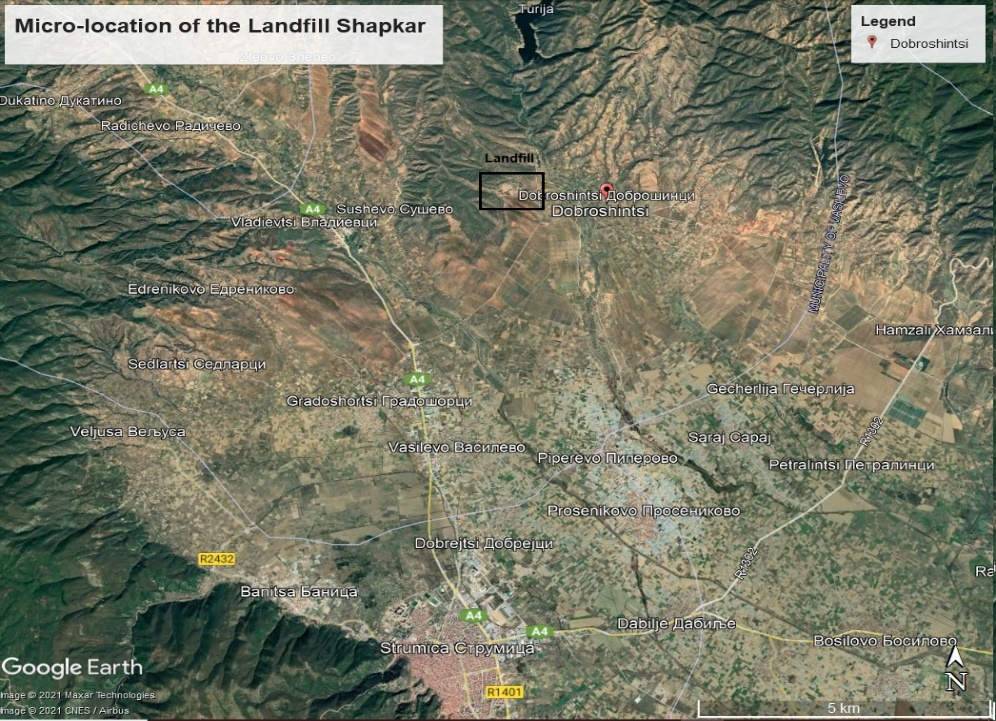 Micro-location of the Landfill Shapkar
Turija
Legend
Dobroshintsi
A4
Dukatino Дукатино
Radichevo Радичево
Landfill
Dobroshintsi Доброшинци
Dobroshintsi
A4
Sushevo Сушево
Vladievtsi Владиевци
MUNICIPALITY OF VASILEVO
Edrenikovo Едрениково
Hamzali Хамзали
Sedlartsi Седларци
A4
Gecherlija Гечерлија
Gradoshortsi Градошорци
Veljusa Вељуса
Saraj Сарај
R1302
Vasilevo Василево
Piperevo Пиперово
Petralintsi Петралинци
Prosenikovo Просениково
Dobrejtsi Добрејци
R2432
R1302
Ra
Banitsa Баница
A4
Dabilje Дабиље
A4
Bosilovo Босилово
Strumica Струмица
Google Earth
N
R1401
Image © 2021 Maxar Technologies
Image © 2021 CNES / Airbus
5 km